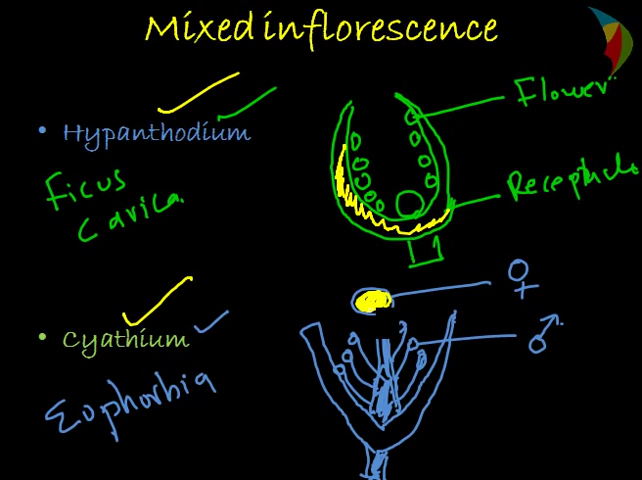 Mixed inflorescence
Flower
• Hypanthodium
Ficus
Carica
Receptacle
♀
• Cyathium
♂
Euphorbia